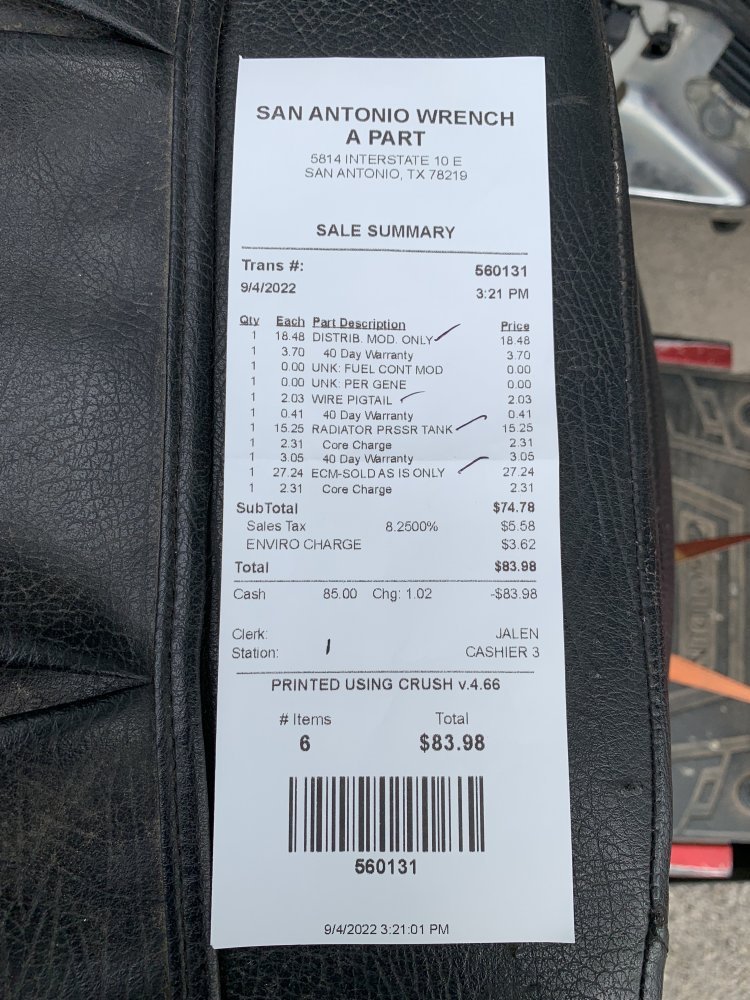 SAN ANTONIO WRENCH
A PART
5814 INTERSTATE 10 E
SAN ANTONIO, TX 78219
SALE SUMMARY
Trans #: 560131
9/4/2022 3:21 PM
Qty Each Part Description Price
1 18.48 DISTRIB. MOD. ONLY 18.48
1 3.70 40 Day Warranty 3.70
1 0.00 UNK: FUEL CONT MOD 0.00
1 0.00 UNK: PER GENE 0.00
1 2.03 WIRE PIGTAIL 2.03
1 0.41 40 Day Warranty 0.41
1 15.25 RADIATOR PRSSR TANK 15.25
1 2.31 Core Charge 2.31
1 3.05 40 Day Warranty 3.05
1 27.24 ECM-SOLD AS IS ONLY 27.24
1 2.31 Core Charge 2.31
SubTotal $74.78
Sales Tax 8.2500% $5.58
ENVIRO CHARGE $3.62
Total $83.98
Cash 85.00 Chg: 1.02 -$83.98
Clerk: JALEN
Station: CASHIER 3
PRINTED USING CRUSH v.4.66
# Items Total
6 $83.98
560131
9/4/2022 3:21:01 PM